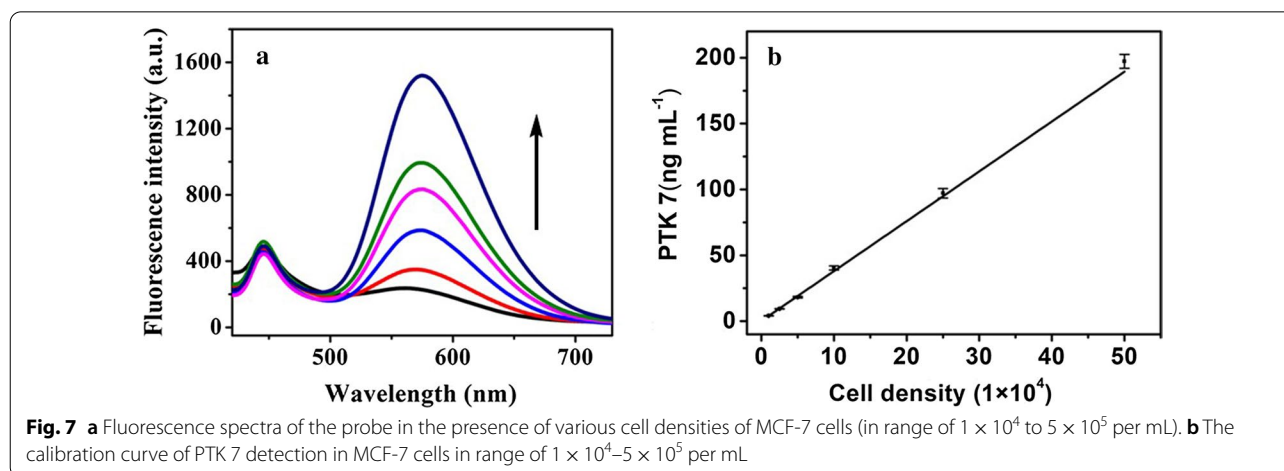 a
1600
1200
800
400
0
Fluorescence intensity (a.u.)
500 600 700
Wavelength (nm)
b
200
150
100
50
0
PTK 7(ng mL⁻¹)
0 10 20 30 40 50
Cell density (1×10⁴)
Fig. 7 a Fluorescence spectra of the probe in the presence of various cell densities of MCF-7 cells (in range of 1 × 10⁴ to 5 × 10⁵ per mL). b The
calibration curve of PTK 7 detection in MCF-7 cells in range of 1 × 10⁴–5 × 10⁵ per mL